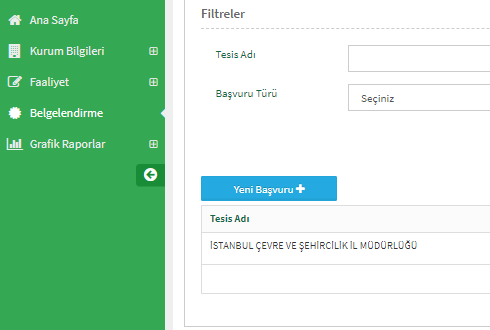 Ana Sayfa
Kurum Bilgileri
Faaliyet
Belgelendirme
Grafik Raporlar
Filtreler
Tesis Adı
Başvuru Türü
Seçiniz
Yeni Başvuru
Tesis Adı
İSTANBUL ÇEVRE VE ŞEHİRCİLİK İL MÜDÜRLÜĞÜ